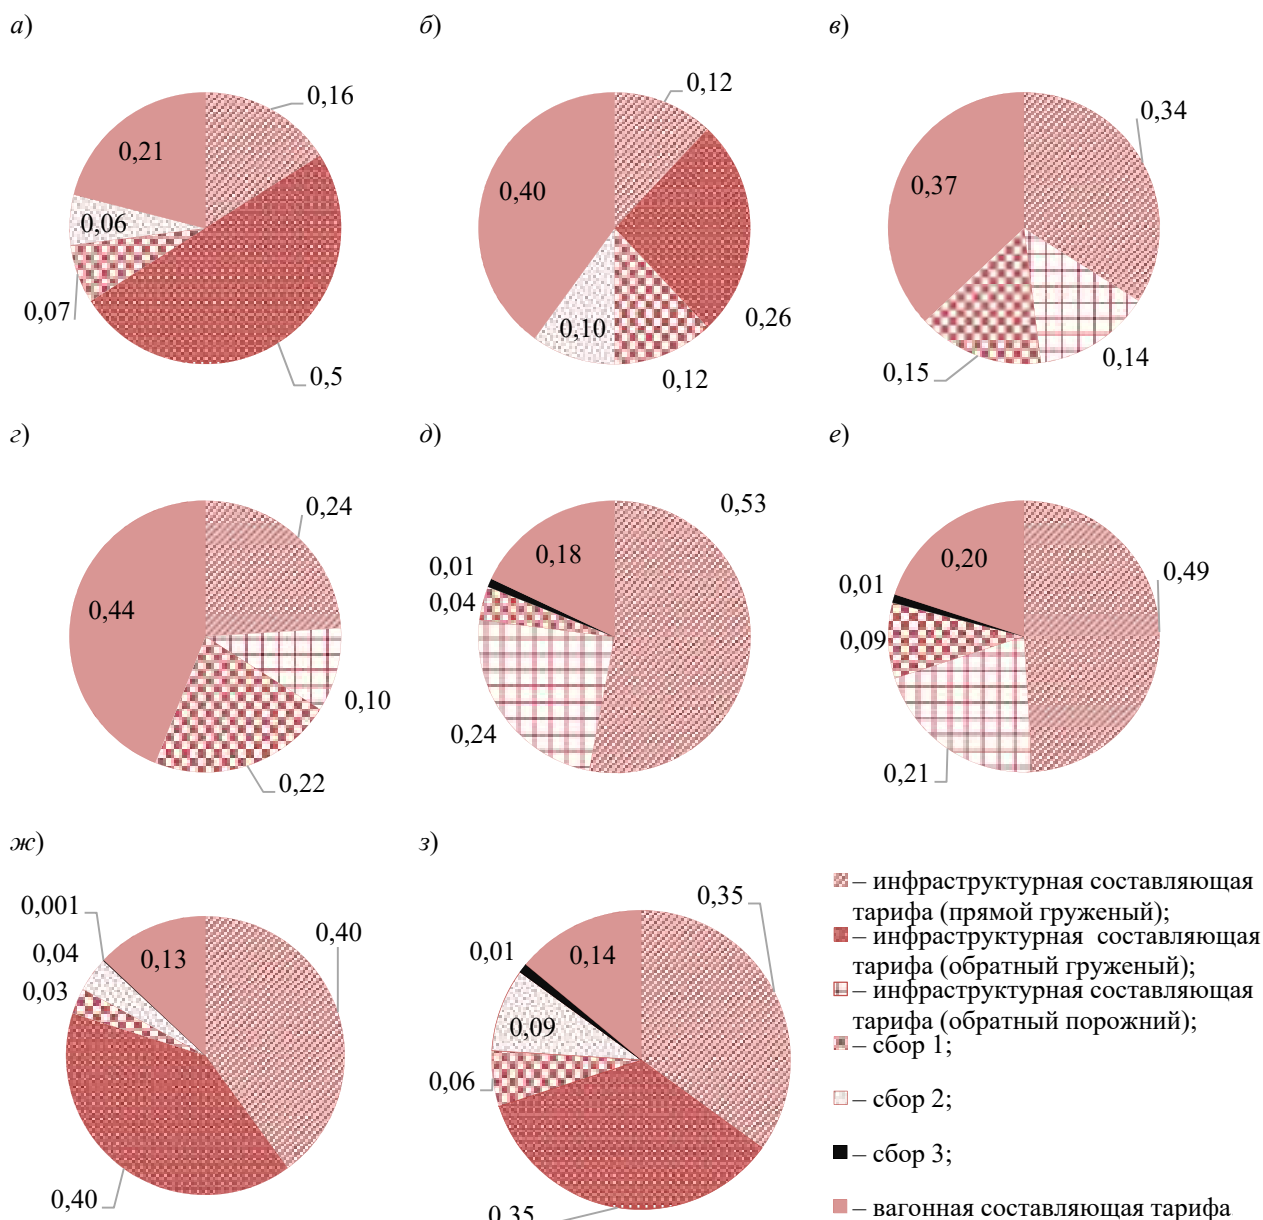 а)
б)
в)
0,16
0,21
0,06
0,07
0,5
0,12
0,40
0,26
0,10
0,12
0,34
0,37
0,14
0,15
г)
д)
е)
0,24
0,44
0,10
0,22
0,53
0,18
0,01
0,04
0,24
0,20
0,01
0,49
0,09
0,21
ж)
з)
0,001
0,40
0,04
0,13
0,03
0,40
0,35
0,01
0,14
0,09
0,06
0,35
– инфраструктурная составляющая
тарифа (прямой груженый);
– инфраструктурная составляющая
тарифа (обратный груженый);
– инфраструктурная составляющая
тарифа (обратный порожний);
– сбор 1;
– сбор 2;
– сбор 3;
– вагонная составляющая тарифа